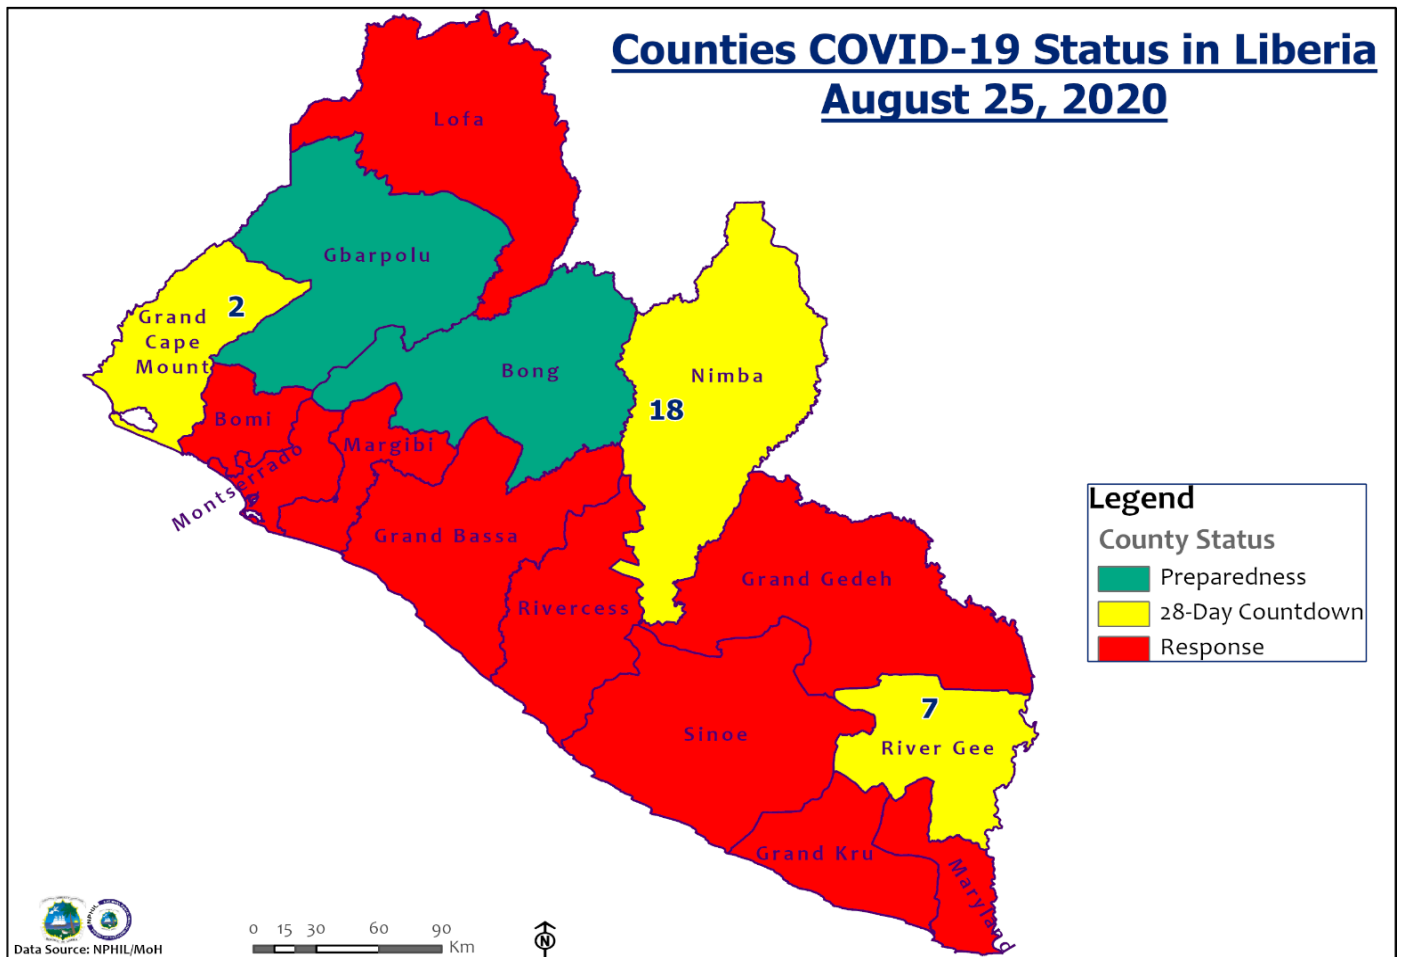 Counties COVID-19 Status in Liberia
August 25, 2020
Lofa
Gbarpolu
2
Grand
Cape
Mount
Bong
Nimba
18
Bomi
Margibi
Montserrado
Grand Bassa
Rivercess
Grand Gedeh
Sinoe
7
River Gee
Grand Kru
Maryland
Legend
County Status
Preparedness
28-Day Countdown
Response
0 15 30 60 90
Km
N
Data Source: NPHIL/MoH